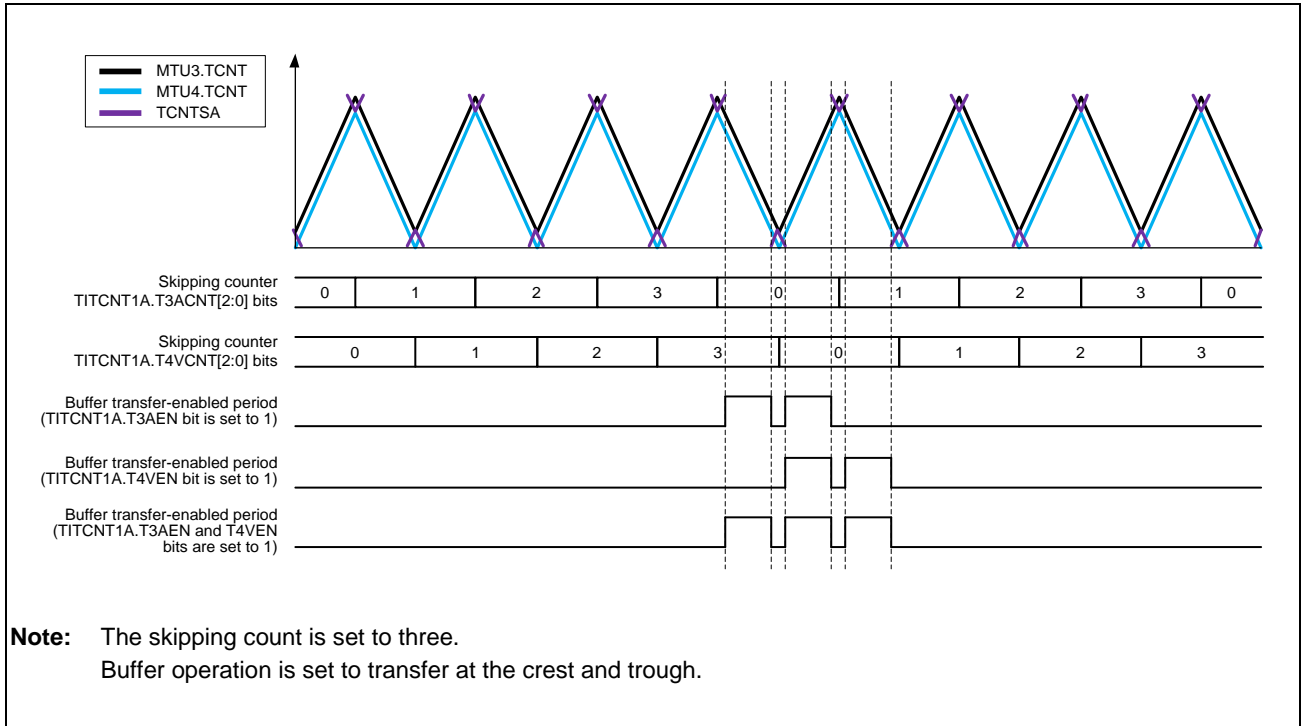 MTU3.TCNT
MTU4.TCNT
TCNTSA
Skipping counter
TITCNT1A.T3ACNT[2:0] bits
0 1 2 3 0 1 2 3 0
Skipping counter
TITCNT1A.T4VCNT[2:0] bits
0 1 2 3 0 1 2 3
Buffer transfer-enabled period
(TITCNT1A.T3AEN bit is set to 1)
Buffer transfer-enabled period
(TITCNT1A.T4VEN bit is set to 1)
Buffer transfer-enabled period
(TITCNT1A.T3AEN and T4VEN
bits are set to 1)
Note: The skipping count is set to three.
Buffer operation is set to transfer at the crest and trough.